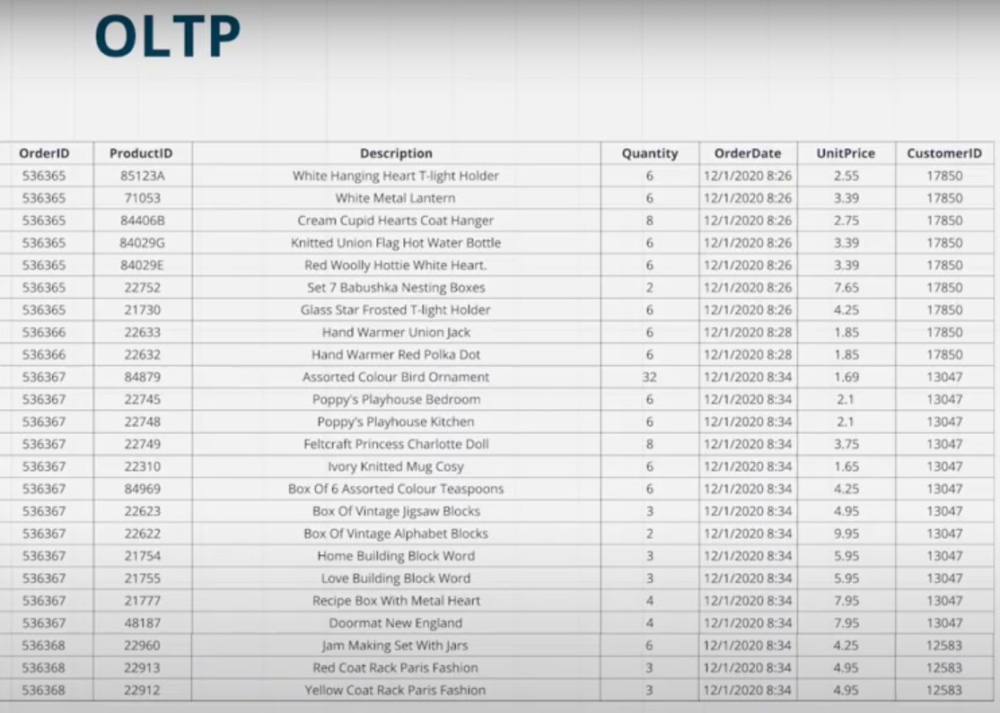 OLTP
OrderID ProductID Description Quantity OrderDate UnitPrice CustomerID
536365 85123A White Hanging Heart T-light Holder 6 12/1/2020 8:26 2.55 17850
536365 71053 White Metal Lantern 6 12/1/2020 8:26 3.39 17850
536365 84406B Cream Cupid Hearts Coat Hanger 8 12/1/2020 8:26 2.75 17850
536365 84029G Knitted Union Flag Hot Water Bottle 6 12/1/2020 8:26 3.39 17850
536365 84029E Red Woolly Hottie White Heart. 6 12/1/2020 8:26 3.39 17850
536365 22752 Set 7 Babushka Nesting Boxes 2 12/1/2020 8:26 7.65 17850
536365 21730 Glass Star Frosted T-light Holder 6 12/1/2020 8:26 4.25 17850
536366 22633 Hand Warmer Union Jack 6 12/1/2020 8:28 1.85 17850
536366 22632 Hand Warmer Red Polka Dot 6 12/1/2020 8:28 1.85 17850
536367 84879 Assorted Colour Bird Ornament 32 12/1/2020 8:34 1.69 13047
536367 22745 Poppy's Playhouse Bedroom 6 12/1/2020 8:34 2.1 13047
536367 22748 Poppy's Playhouse Kitchen 6 12/1/2020 8:34 2.1 13047
536367 22749 Feltcraft Princess Charlotte Doll 8 12/1/2020 8:34 3.75 13047
536367 22310 Ivory Knitted Mug Cosy 6 12/1/2020 8:34 1.65 13047
536367 84969 Box Of 6 Assorted Colour Teaspoons 6 12/1/2020 8:34 4.25 13047
536367 22623 Box Of Vintage Jigsaw Blocks 3 12/1/2020 8:34 4.95 13047
536367 22622 Box Of Vintage Alphabet Blocks 2 12/1/2020 8:34 9.95 13047
536367 21754 Home Building Block Word 3 12/1/2020 8:34 5.95 13047
536367 21755 Love Building Block Word 3 12/1/2020 8:34 5.95 13047
536367 21777 Recipe Box With Metal Heart 4 12/1/2020 8:34 7.95 13047
536367 48187 Doormat New England 4 12/1/2020 8:34 7.95 13047
536368 22960 Jam Making Set With Jars 6 12/1/2020 8:34 4.25 12583
536368 22913 Red Coat Rack Paris Fashion 3 12/1/2020 8:34 4.95 12583
536368 22912 Yellow Coat Rack Paris Fashion 3 12/1/2020 8:34 4.95 12583